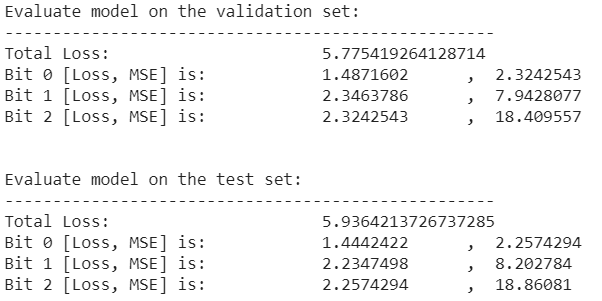 Evaluate model on the validation set:
--------------------------------------------------
Total Loss: 5.775419264128714
Bit 0 [Loss, MSE] is: 1.4871602 , 2.3242543
Bit 1 [Loss, MSE] is: 2.3463786 , 7.9428077
Bit 2 [Loss, MSE] is: 2.3242543 , 18.409557
Evaluate model on the test set:
--------------------------------------------------
Total Loss: 5.9364213726737285
Bit 0 [Loss, MSE] is: 1.4442422 , 2.2574294
Bit 1 [Loss, MSE] is: 2.2347498 , 8.202784
Bit 2 [Loss, MSE] is: 2.2574294 , 18.86081